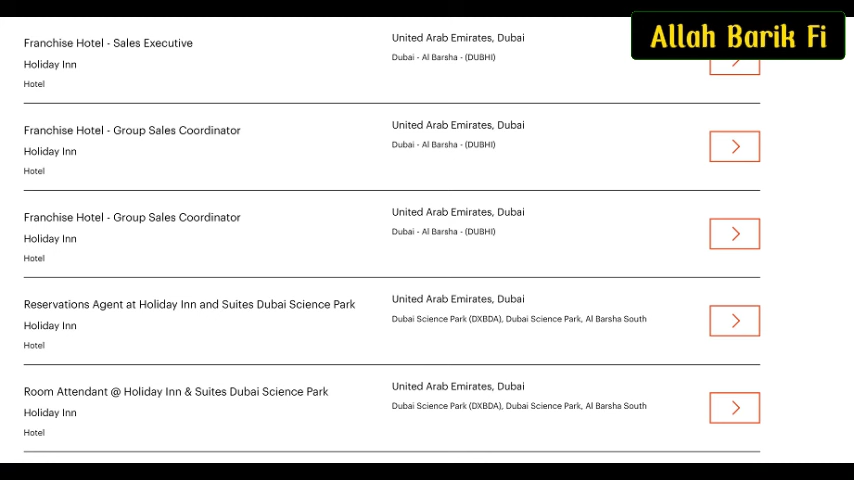 Allah Barik Fi
Franchise Hotel - Sales Executive
Holiday Inn
Hotel
United Arab Emirates, Dubai
Dubai - Al Barsha - (DUBHI)
Franchise Hotel - Group Sales Coordinator
Holiday Inn
Hotel
United Arab Emirates, Dubai
Dubai - Al Barsha - (DUBHI)
Franchise Hotel - Group Sales Coordinator
Holiday Inn
Hotel
United Arab Emirates, Dubai
Dubai - Al Barsha - (DUBHI)
Reservations Agent at Holiday Inn and Suites Dubai Science Park
Holiday Inn
Hotel
United Arab Emirates, Dubai
Dubai Science Park (DXBDA), Dubai Science Park, Al Barsha South
Room Attendant @ Holiday Inn & Suites Dubai Science Park
Holiday Inn
Hotel
United Arab Emirates, Dubai
Dubai Science Park (DXBDA), Dubai Science Park, Al Barsha South